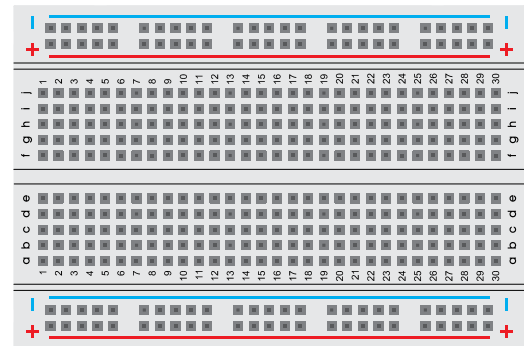 - -
+ +
1 2 3 4 5 6 7 8 9 10 11 12 13 14 15 16 17 18 19 20 21 22 23 24 25 26 27 28 29 30
j j
i i
h h
g g
f f
e e
d d
c c
b b
a a
1 2 3 4 5 6 7 8 9 10 11 12 13 14 15 16 17 18 19 20 21 22 23 24 25 26 27 28 29 30
- -
+ +